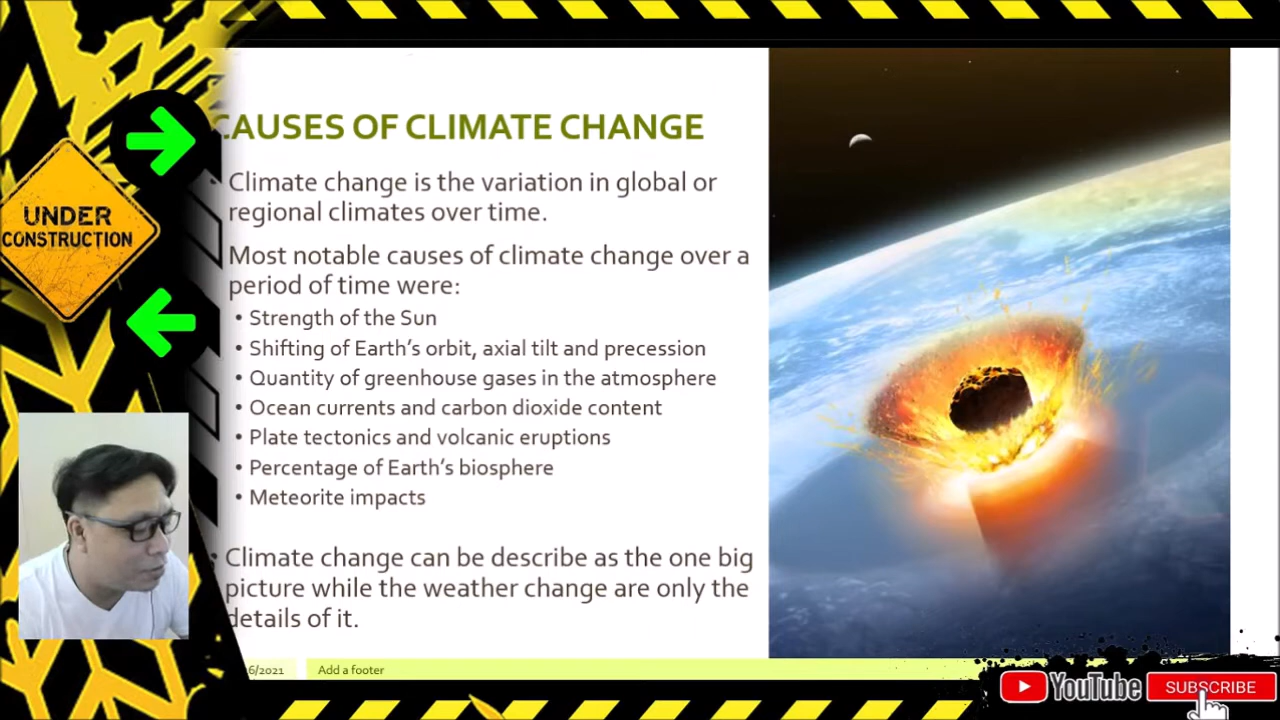 CAUSES OF CLIMATE CHANGE
• Climate change is the variation in global or
regional climates over time.
Most notable causes of climate change over a
period of time were:
• Strength of the Sun
• Shifting of Earth's orbit, axial tilt and precession
• Quantity of greenhouse gases in the atmosphere
• Ocean currents and carbon dioxide content
• Plate tectonics and volcanic eruptions
• Percentage of Earth's biosphere
• Meteorite impacts
• Climate change can be describe as the one big
picture while the weather change are only the
details of it.
UNDER
CONSTRUCTION
6/2021
Add a footer
YouTube
SUBSCRIBE